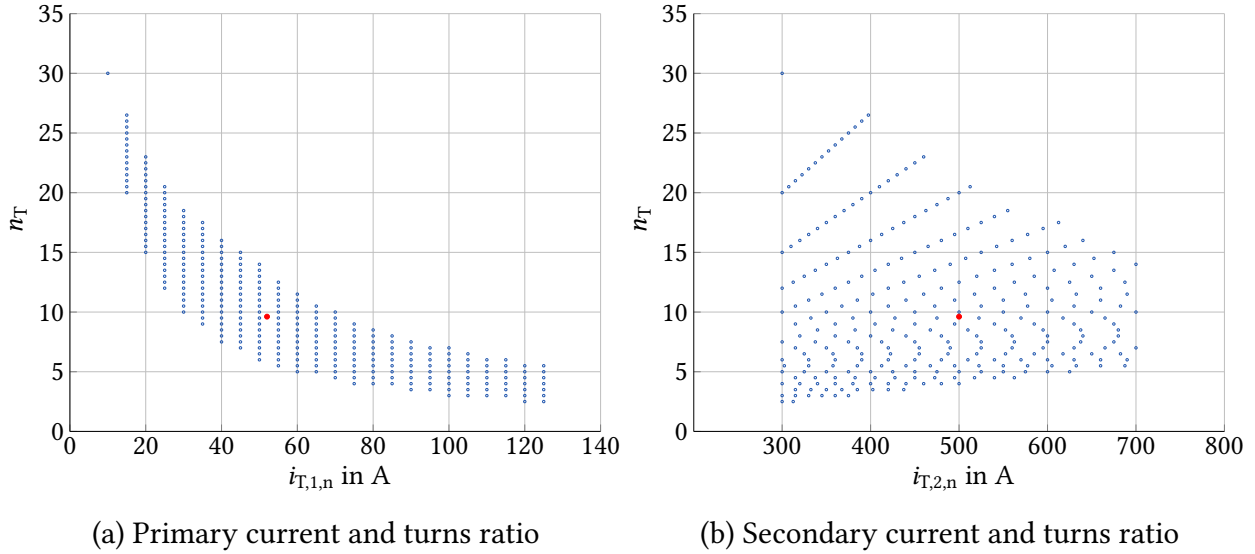 35
30
25
20
15
10
5
0
n_T
0 20 40 60 80 100 120 140
i_T,1,n in A
(a) Primary current and turns ratio
35
30
25
20
15
10
5
0
n_T
300 400 500 600 700 800
i_T,2,n in A
(b) Secondary current and turns ratio